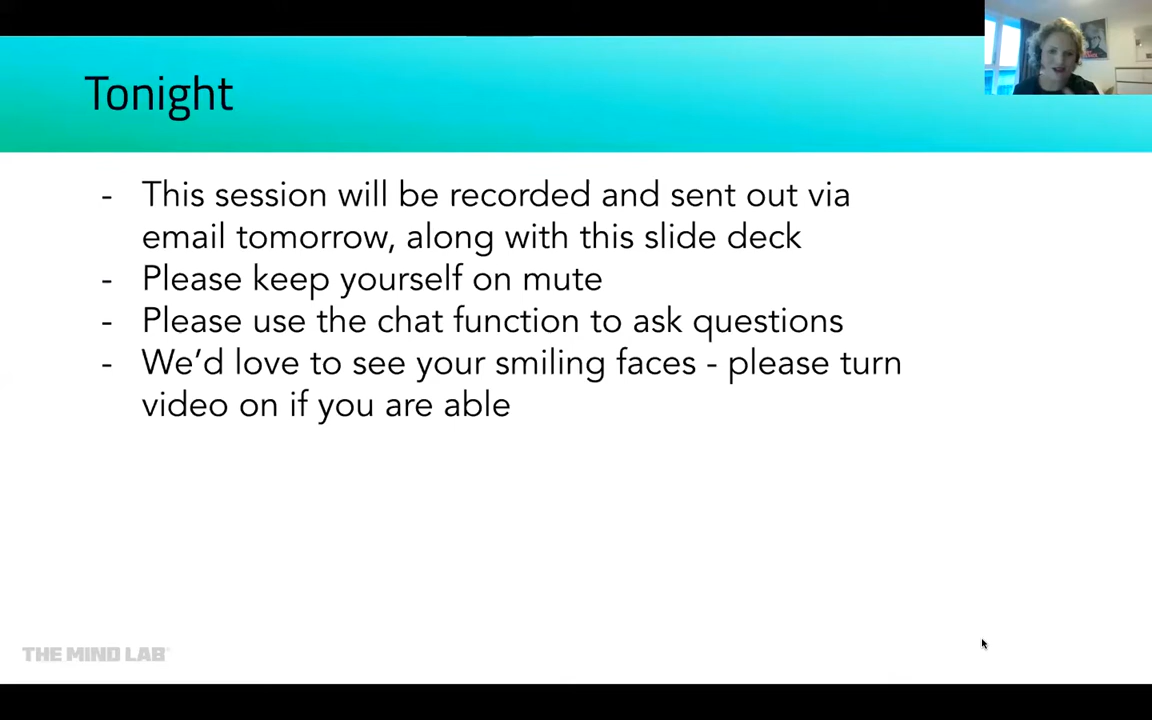 Tonight
- This session will be recorded and sent out via
email tomorrow, along with this slide deck
- Please keep yourself on mute
- Please use the chat function to ask questions
- We’d love to see your smiling faces - please turn
video on if you are able
THE MIND LAB